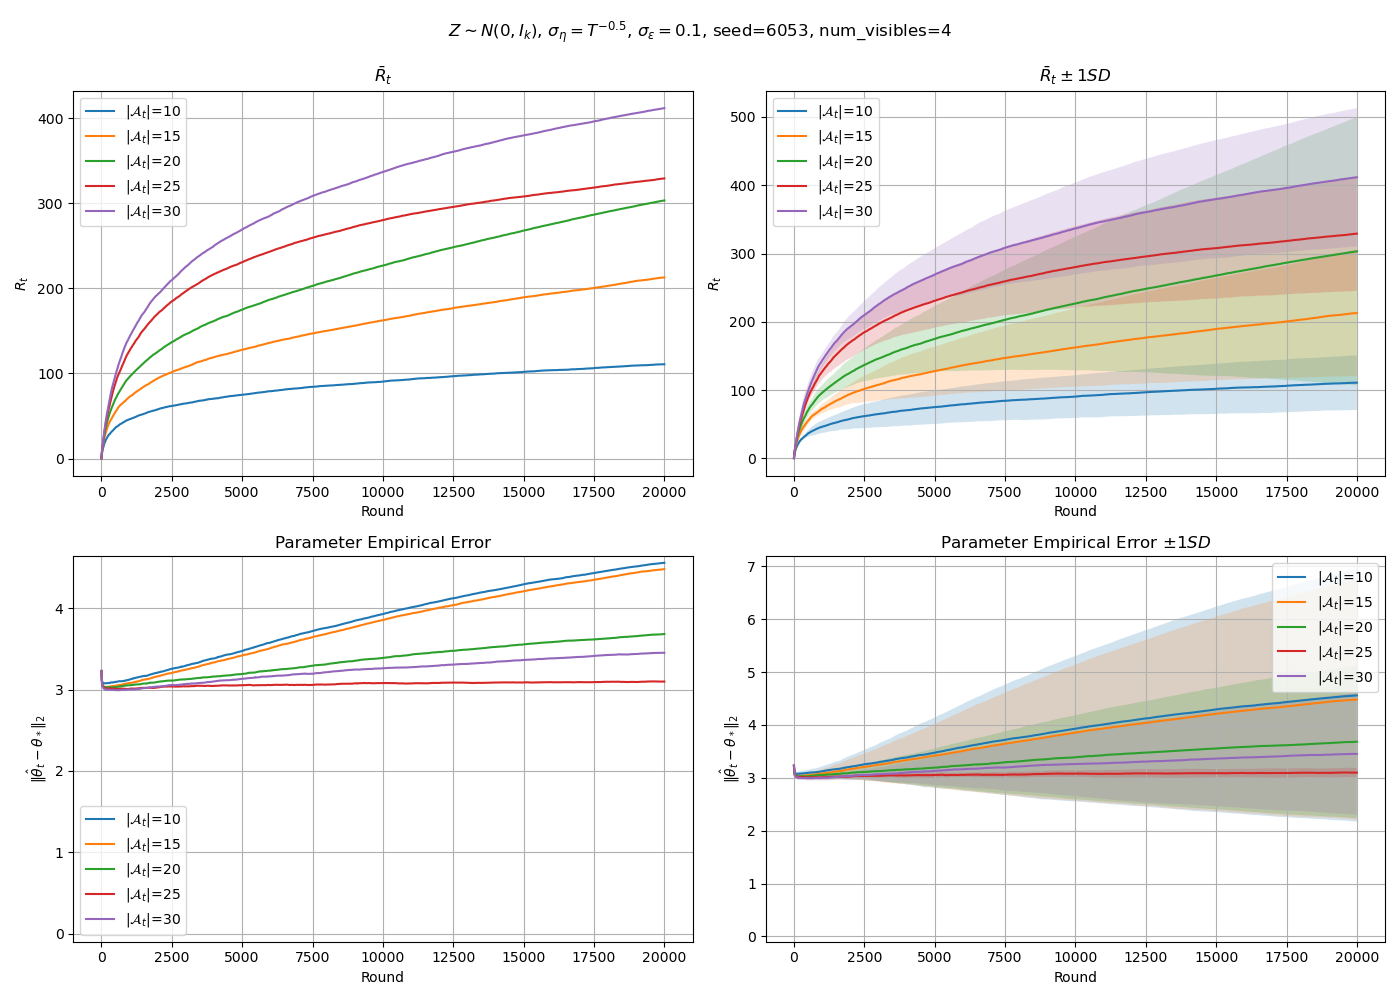 Z ∼ N(0, I_k), σ_η = T^{−0.5}, σ_ε = 0.1, seed=6053, num_visibles=4
R̄_t
R_t
400
300
200
100
0
|𝒜_t|=10
|𝒜_t|=15
|𝒜_t|=20
|𝒜_t|=25
|𝒜_t|=30
0 2500 5000 7500 10000 12500 15000 17500 20000
Round
R̄_t ± 1SD
R_t
500
400
300
200
100
0
|𝒜_t|=10
|𝒜_t|=15
|𝒜_t|=20
|𝒜_t|=25
|𝒜_t|=30
0 2500 5000 7500 10000 12500 15000 17500 20000
Round
Parameter Empirical Error
‖θ̂_t − θ_*‖_2
4
3
2
1
0
|𝒜_t|=10
|𝒜_t|=15
|𝒜_t|=20
|𝒜_t|=25
|𝒜_t|=30
0 2500 5000 7500 10000 12500 15000 17500 20000
Round
Parameter Empirical Error ±1SD
‖θ̂_t − θ_*‖_2
7
6
5
4
3
2
1
0
|𝒜_t|=10
|𝒜_t|=15
|𝒜_t|=20
|𝒜_t|=25
|𝒜_t|=30
0 2500 5000 7500 10000 12500 15000 17500 20000
Round